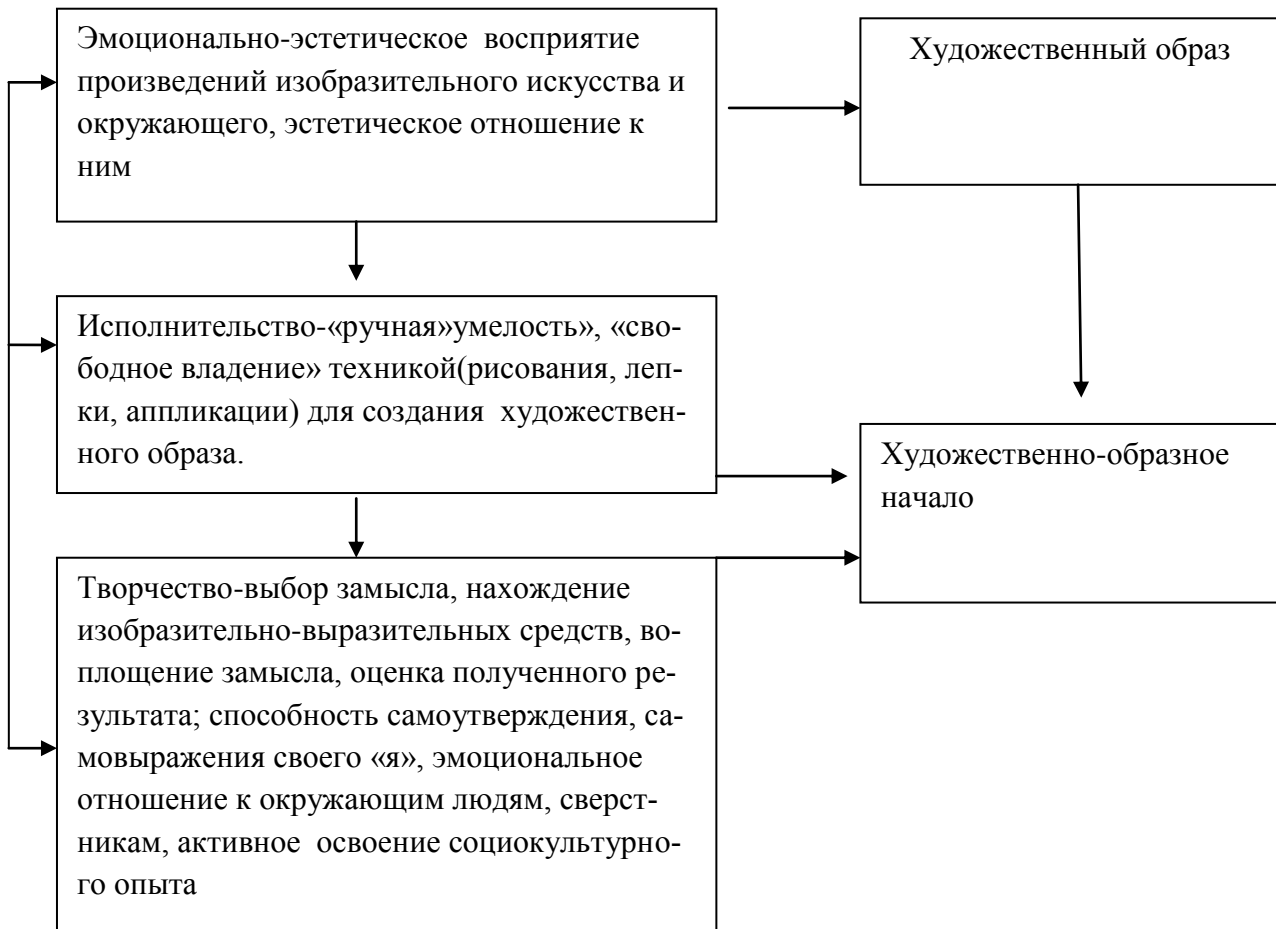 Эмоционально-эстетическое восприятие
произведений изобразительного искусства и
окружающего, эстетическое отношение к
ним
Художественный образ
Исполнительство-«ручная»умелость», «сво-
бодное владение» техникой(рисования, леп-
ки, аппликации) для создания художествен-
ного образа.
Художественно-образное
начало
Творчество-выбор замысла, нахождение
изобразительно-выразительных средств, во-
площение замысла, оценка полученного ре-
зультата; способность самоутверждения, са-
мовыражения своего «я», эмоциональное
отношение к окружающим людям, сверст-
никам, активное освоение социокультурно-
го опыта